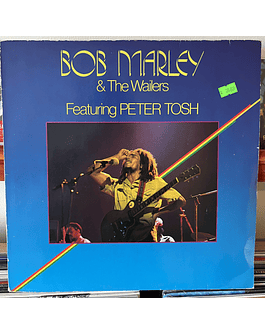 BOB MARLEY
& The Wailers
Featuring PETER TOSH